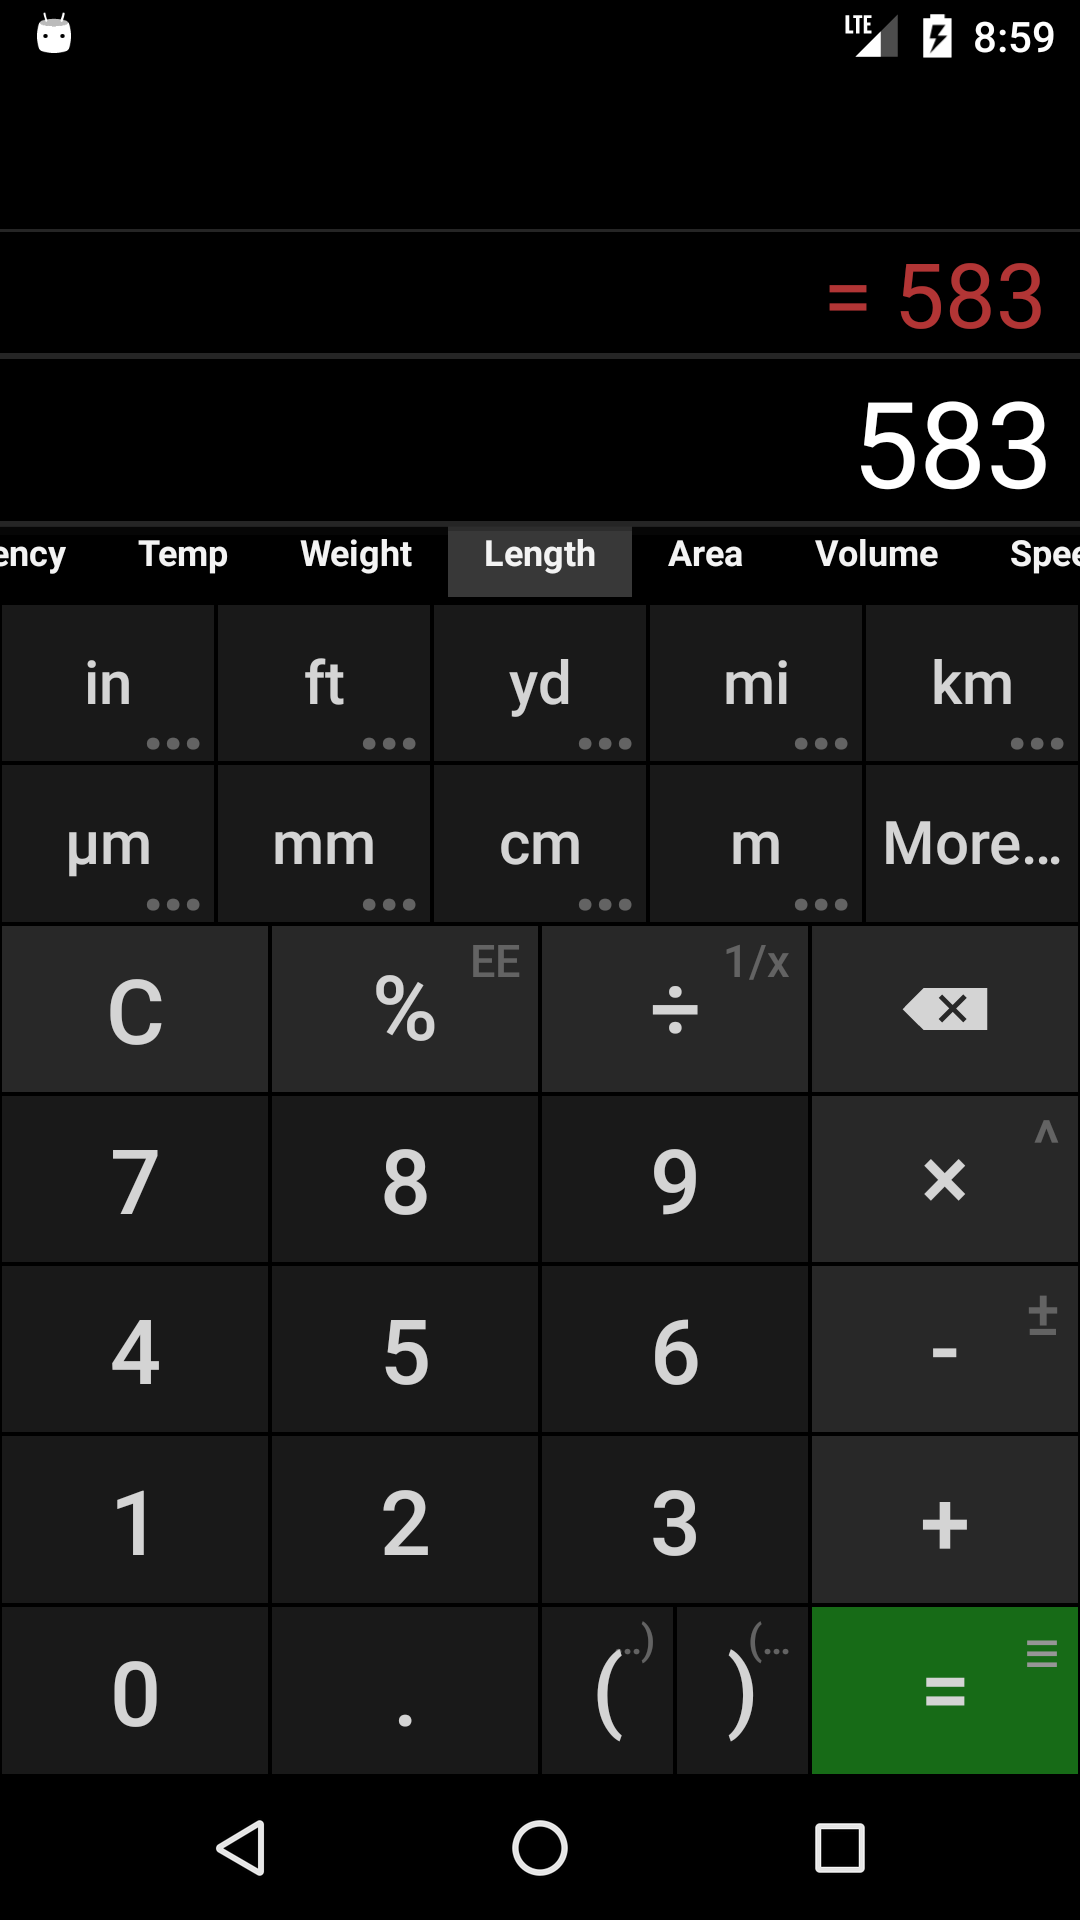 LTE 8:59
= 583
583
ency Temp Weight Length Area Volume Spee
in ft yd mi km
µm mm cm m More...
C % EE ÷ 1/x
7 8 9 × ^
4 5 6 - ±
1 2 3 +
0 . ( ..) ) (... = ≡